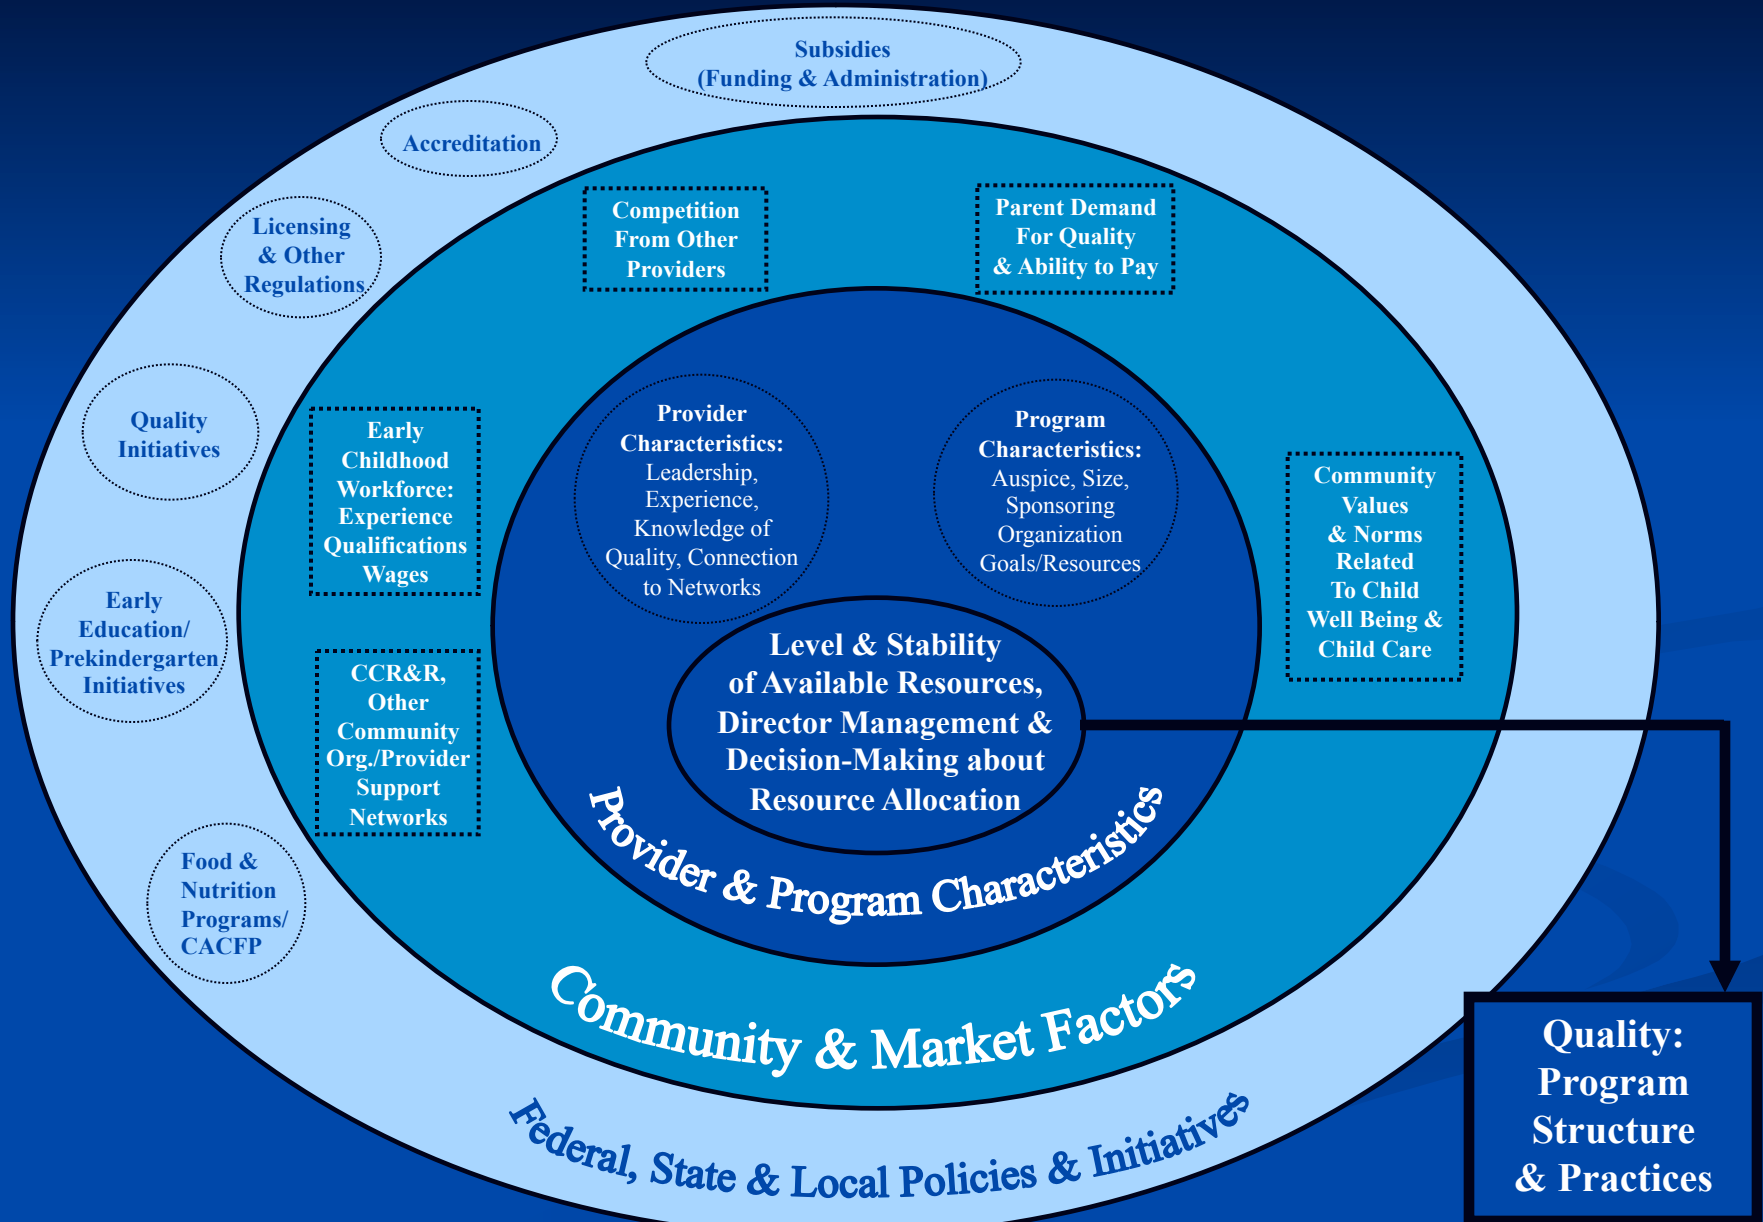 Subsidies
(Funding & Administration)
Accreditation
Licensing
& Other
Regulations
Quality
Initiatives
Early
Education/
Prekindergarten
Initiatives
Food &
Nutrition
Programs/
CACFP
Competition
From Other
Providers
Parent Demand
For Quality
& Ability to Pay
Early
Childhood
Workforce:
Experience
Qualifications
Wages
CCR&R,
Other
Community
Org./Provider
Support
Networks
Community
Values
& Norms
Related
To Child
Well Being &
Child Care
Provider
Characteristics:
Leadership,
Experience,
Knowledge of
Quality, Connection
to Networks
Program
Characteristics:
Auspice, Size,
Sponsoring
Organization
Goals/Resources
Level & Stability
of Available Resources,
Director Management &
Decision-Making about
Resource Allocation
Provider & Program Characteristics
Community & Market Factors
Federal, State & Local Policies & Initiatives
Quality:
Program
Structure
& Practices